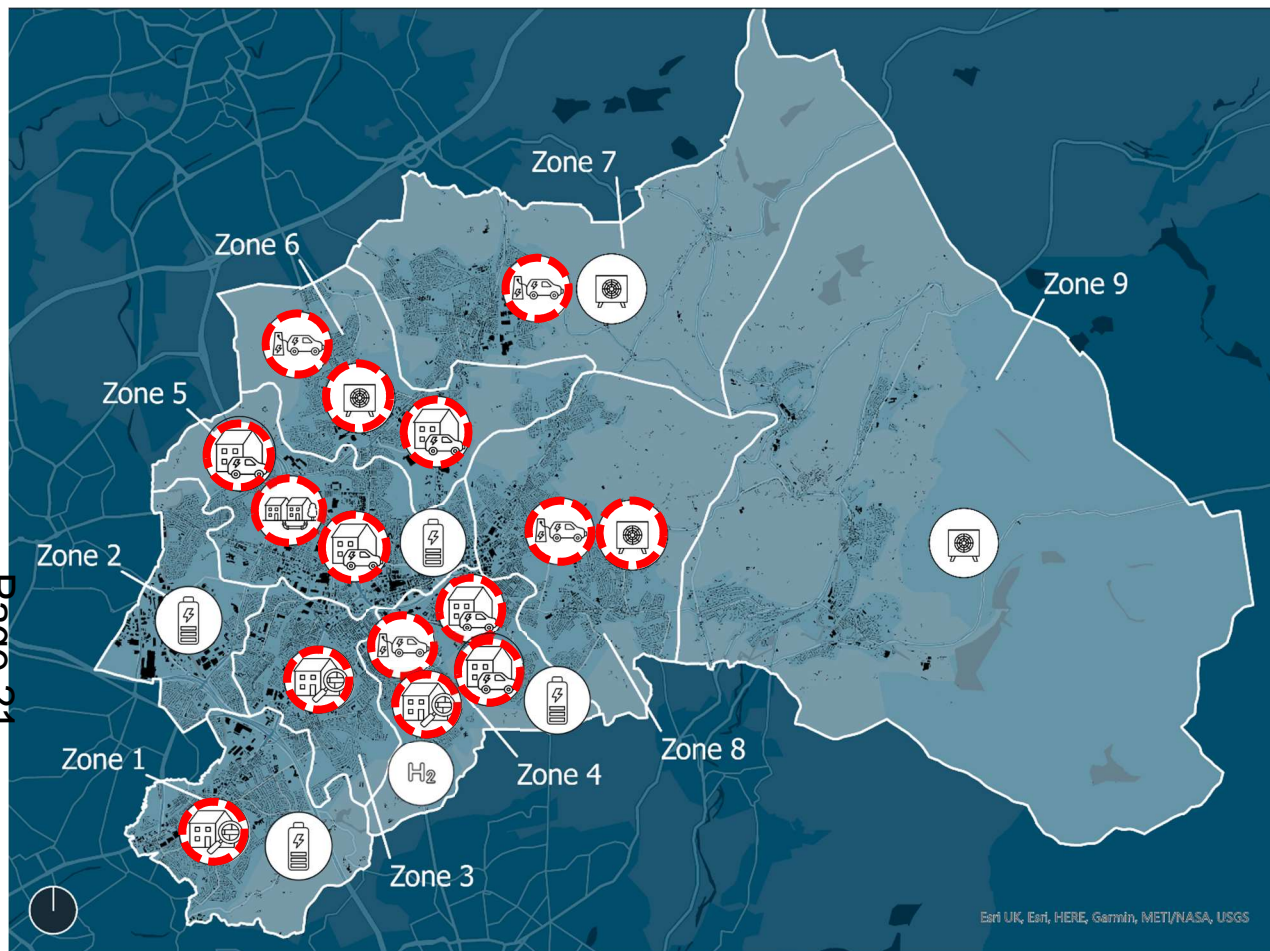 Zone 7
Zone 6
Zone 9
Zone 5
Zone 2
Zone 8
Zone 1
H₂
Zone 4
Zone 3
Esri UK, Esri, HERE, Garmin, METI/NASA, USGS